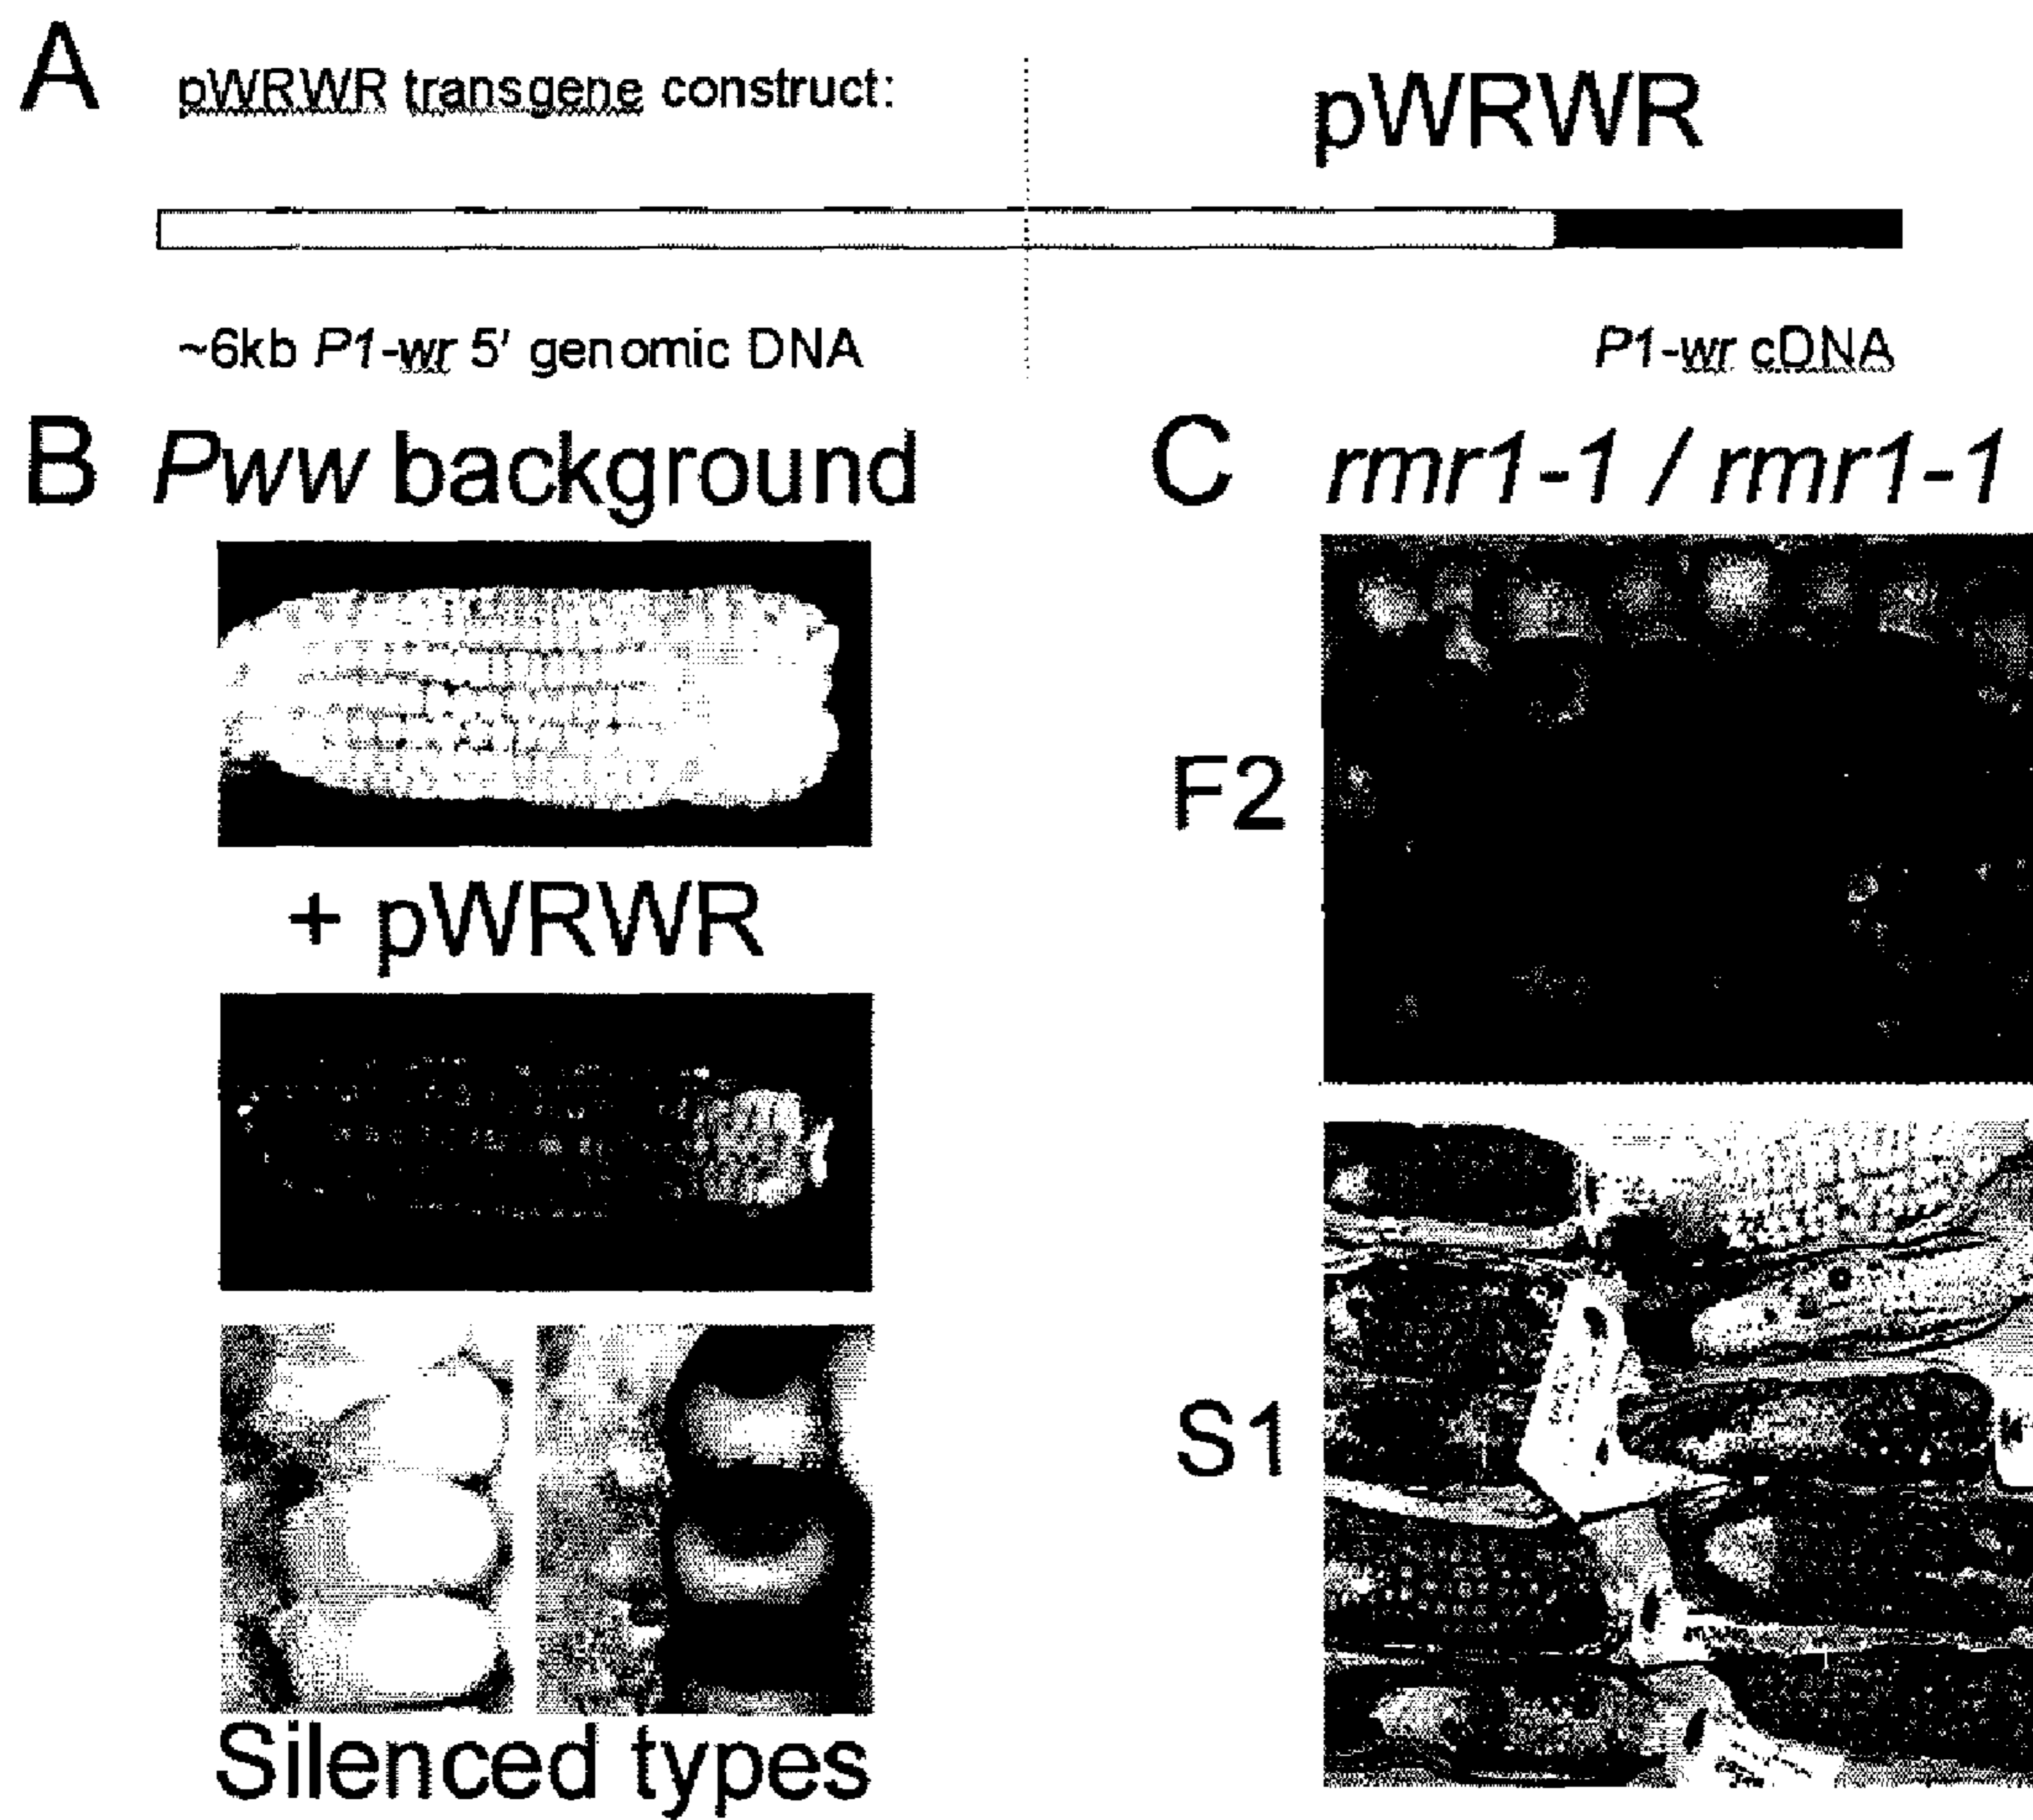 A
pWRWR transgene construct:
pWRWR
~6kb P1-wr 5' genomic DNA
P1-wr cDNA
B Pww background
C rmr1-1 / rmr1-1
F2
+ pWRWR
S1
Silenced types